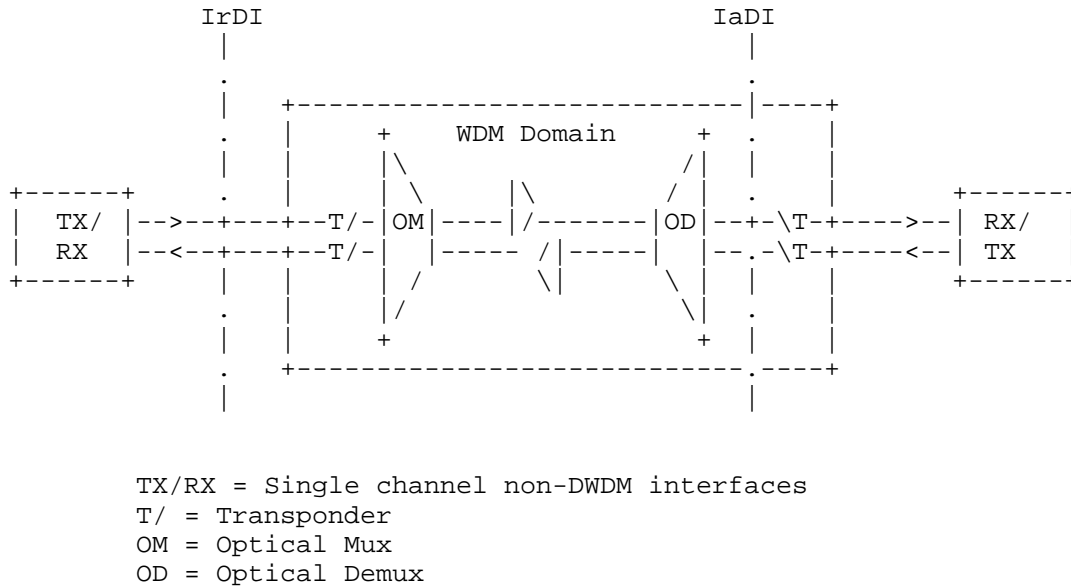 IrDI IaDI
WDM Domain
TX/ T/ OM OD \T RX/
RX T/ \T TX
TX/RX = Single channel non-DWDM interfaces
T/ = Transponder
OM = Optical Mux
OD = Optical Demux